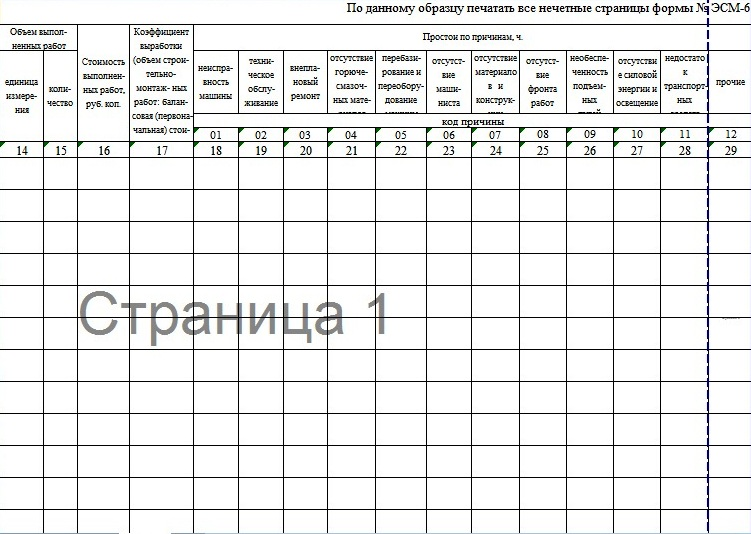 По данному образцу печатать все нечетные страницы формы № ЭСМ-6
Объем выпол-
ненных работ
единица
измере-
ния
коли-
чество
Стоимость
выполнен-
ных работ,
руб. коп.
Коэффициент
выработки
(объем строи-
тельно-
монтаж- ных
работ: балан-
совая (первона-
чальная) стои-
Простои по причинам, ч.
неиспра-
вность
машины
техни-
ческое
обслу-
живание
внепла-
новый
ремонт
отсутствие
горюче-
смазоч-
ных мате-
перебази-
рование и
переобору-
дование
отсутст-
вие
маши-
ниста
отсутствие
материало
в и
конструк-
отсутст-
вие
фронта
работ
необеспе-
ченность
подъем-
ных
отсутстви
е силовой
энергии и
освещение
недостато
к
транспорт-
ных
прочие
код причины
01 02 03 04 05 06 07 08 09 10 11 12
14 15 16 17 18 19 20 21 22 23 24 25 26 27 28 29
Страница 1